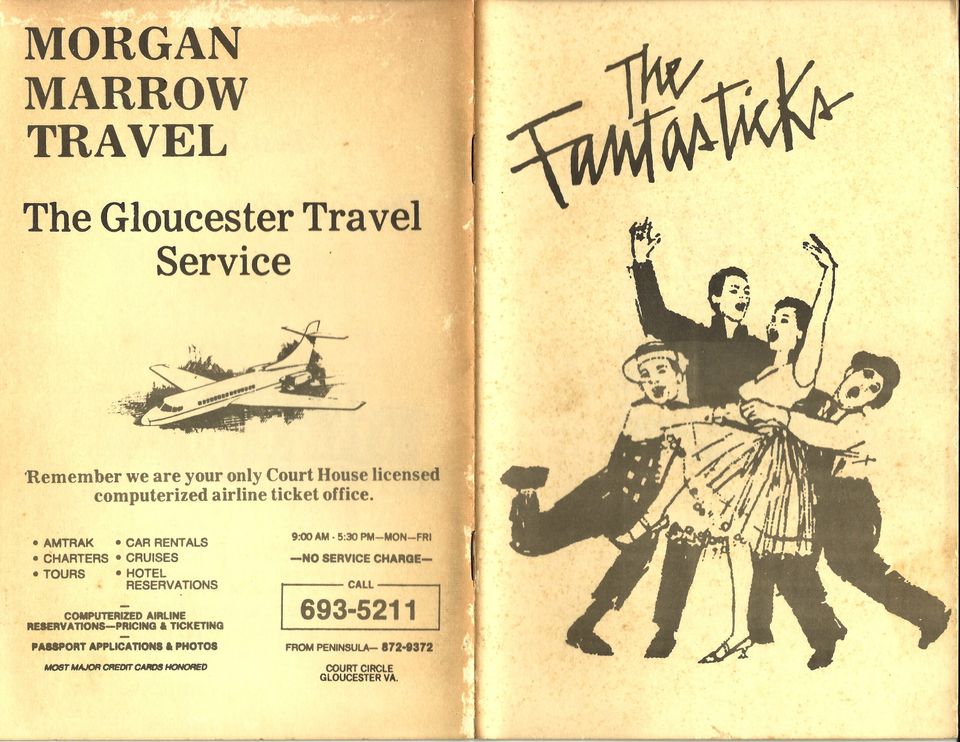 MORGAN
MARROW
TRAVEL
The Gloucester Travel
Service
Remember we are your only Court House licensed
computerized airline ticket office.
• AMTRAK
• CHARTERS
• TOURS
• CAR RENTALS
• CRUISES
• HOTEL
RESERVATIONS
COMPUTERIZED AIRLINE
RESERVATIONS—PRICING & TICKETING
PASSPORT APPLICATIONS & PHOTOS
MOST MAJOR CREDIT CARDS HONORED
9:00 AM - 5:30 PM—MON—FRI
—NO SERVICE CHARGE—
CALL
693-5211
FROM PENINSULA— 872-9372
COURT CIRCLE
GLOUCESTER VA.
The
Fantasticks